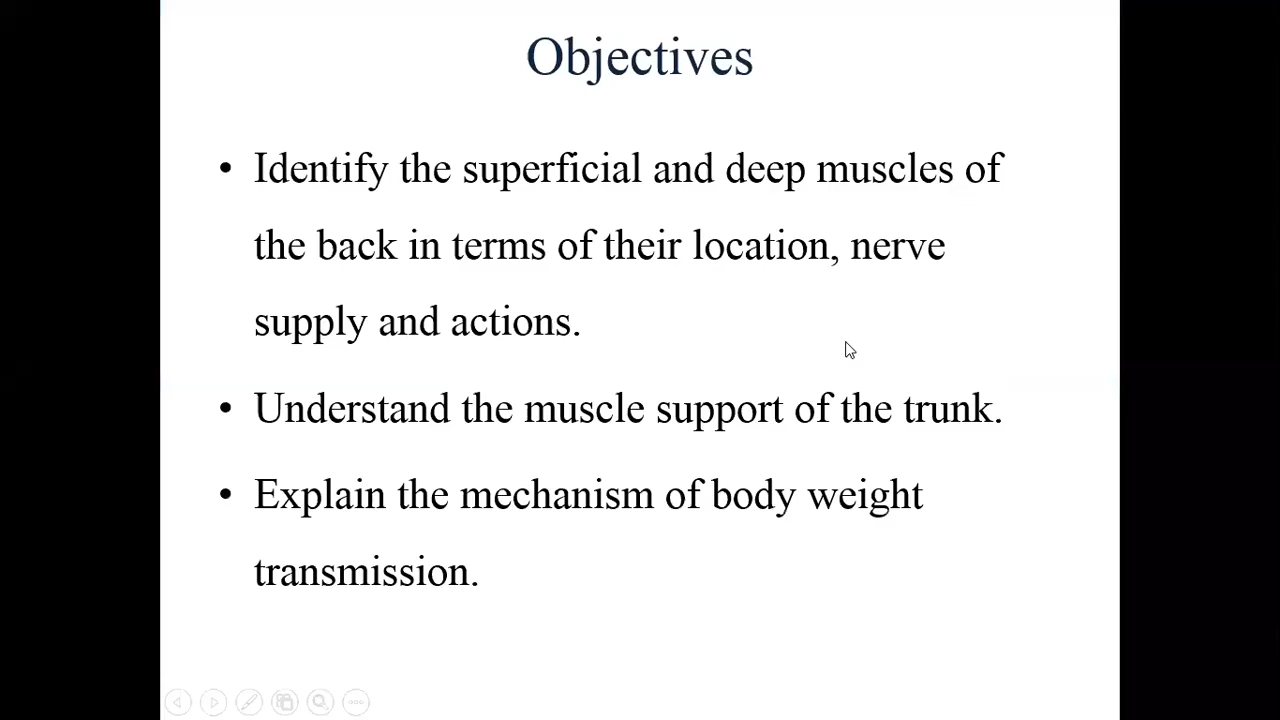 Objectives
• Identify the superficial and deep muscles of
the back in terms of their location, nerve
supply and actions.
• Understand the muscle support of the trunk.
• Explain the mechanism of body weight
transmission.